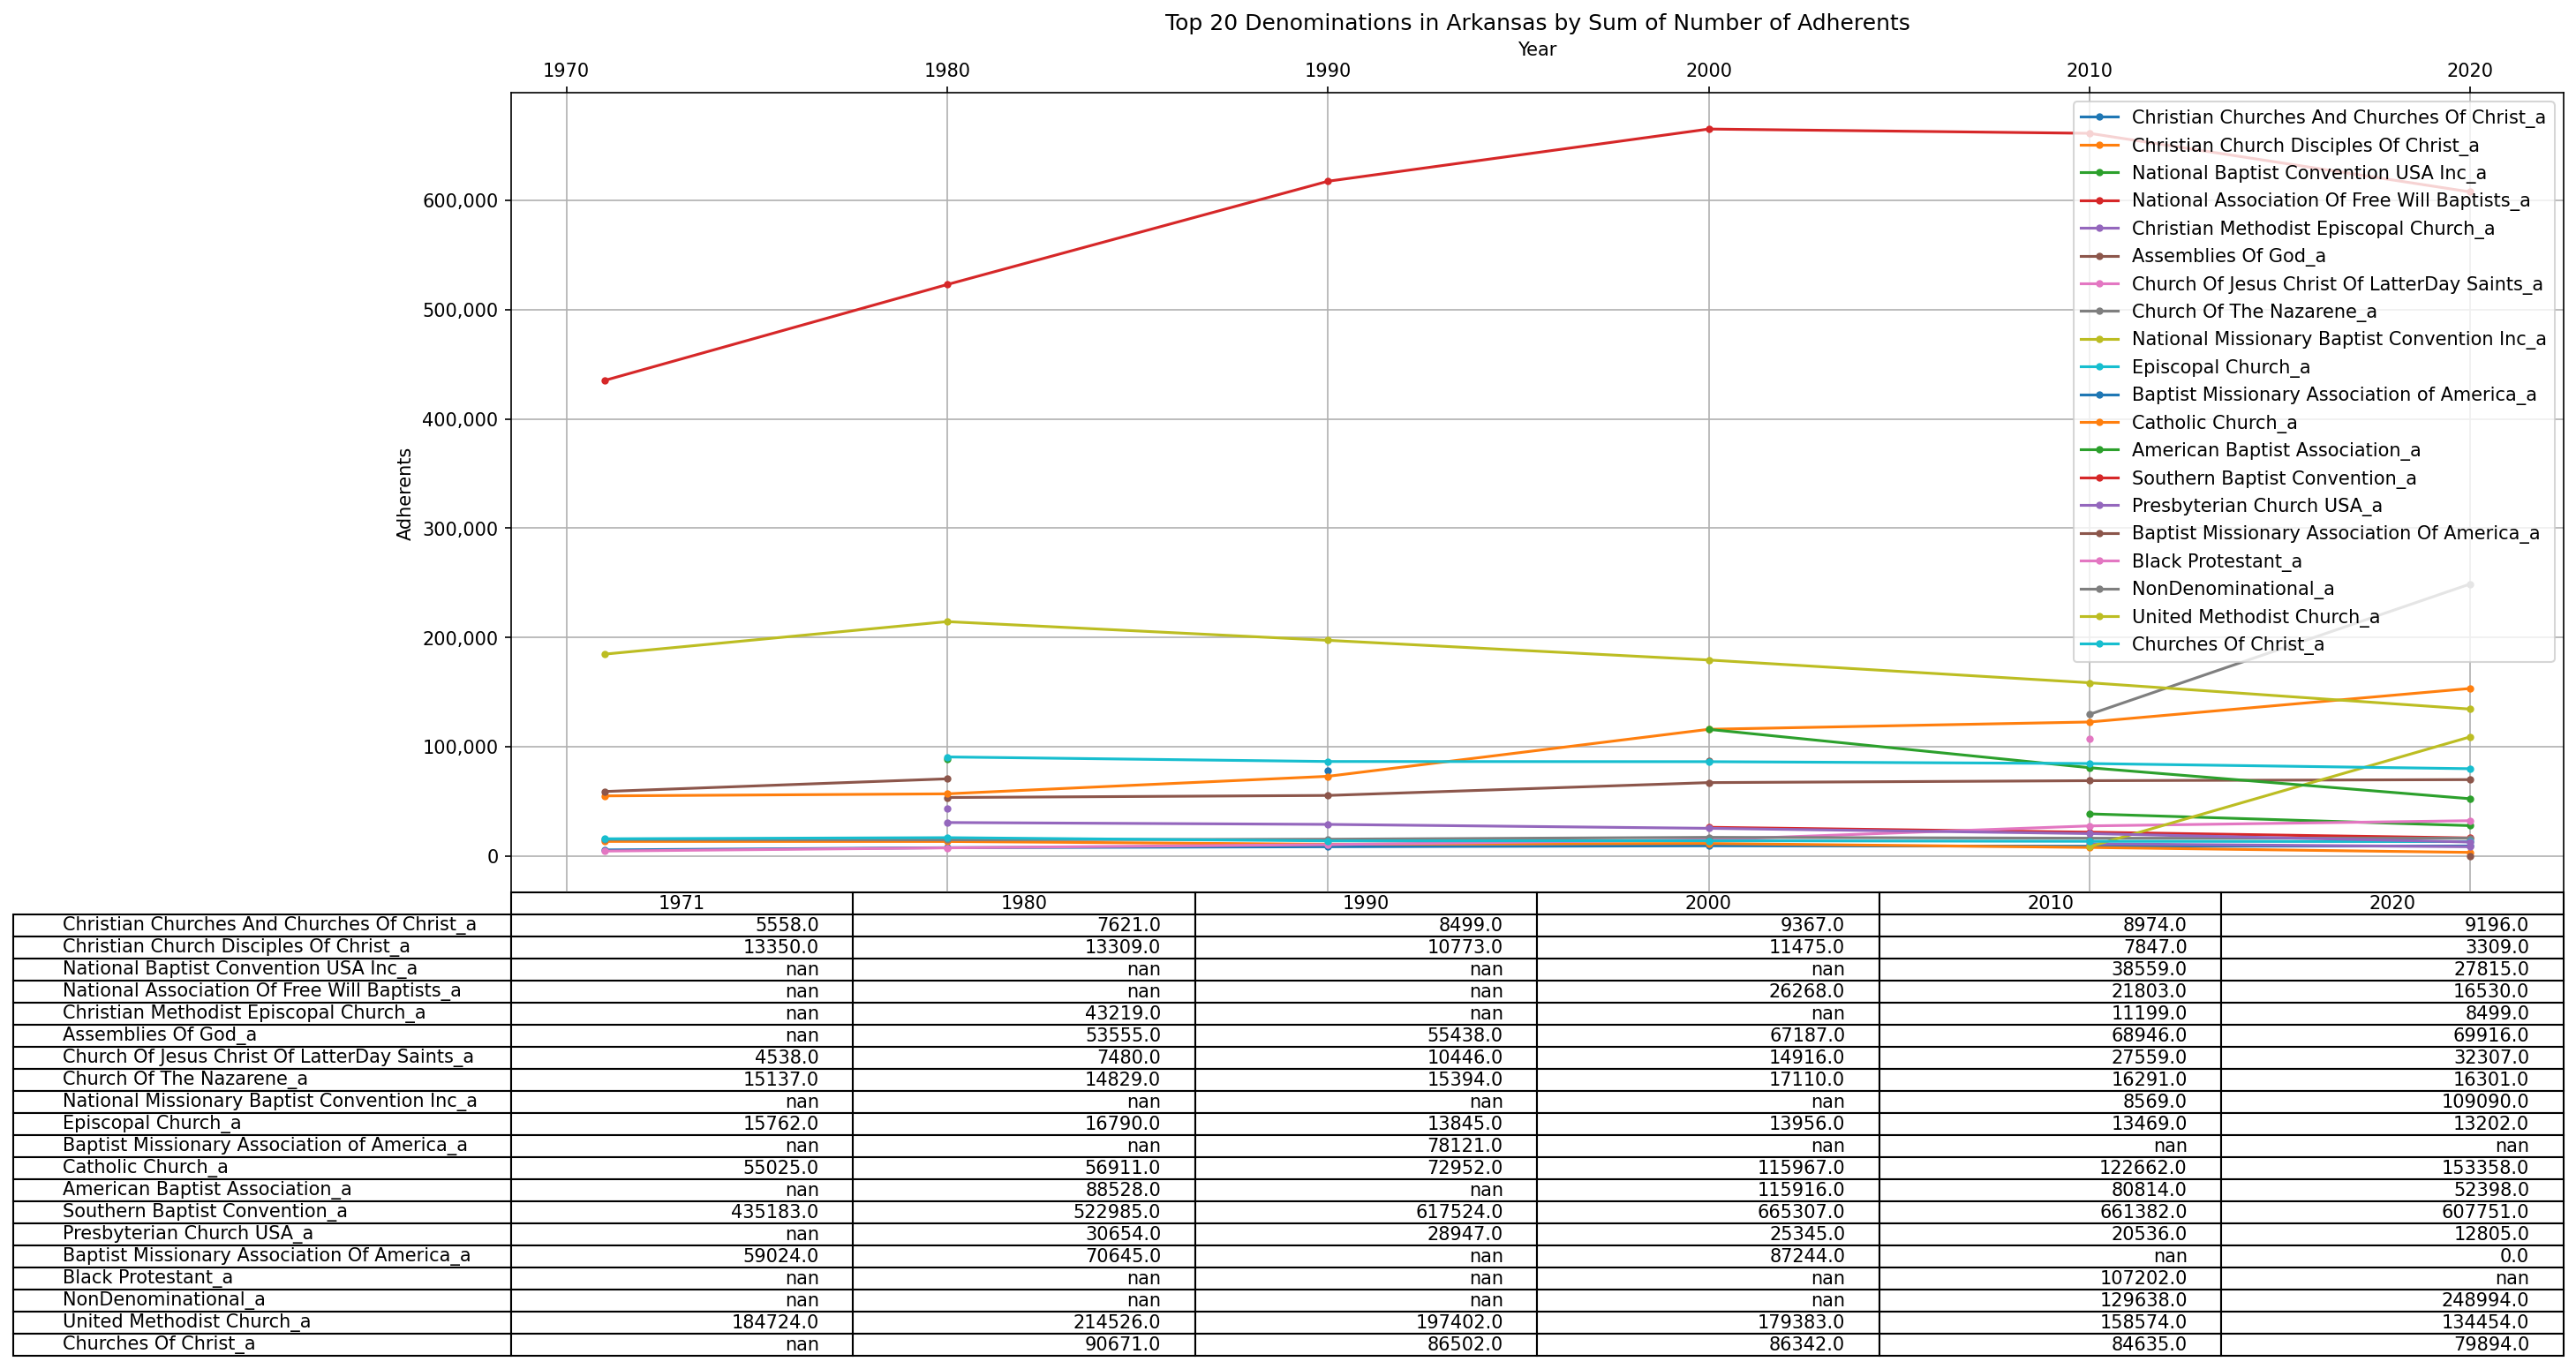 Top 20 Denominations in Arkansas by Sum of Number of Adherents
Year
1970 1980 1990 2000 2010 2020
Adherents
600,000
500,000
400,000
300,000
200,000
100,000
0
Christian Churches And Churches Of Christ_a
Christian Church Disciples Of Christ_a
National Baptist Convention USA Inc_a
National Association Of Free Will Baptists_a
Christian Methodist Episcopal Church_a
Assemblies Of God_a
Church Of Jesus Christ Of LatterDay Saints_a
Church Of The Nazarene_a
National Missionary Baptist Convention Inc_a
Episcopal Church_a
Baptist Missionary Association of America_a
Catholic Church_a
American Baptist Association_a
Southern Baptist Convention_a
Presbyterian Church USA_a
Baptist Missionary Association Of America_a
Black Protestant_a
NonDenominational_a
United Methodist Church_a
Churches Of Christ_a
1971 1980 1990 2000 2010 2020
Christian Churches And Churches Of Christ_a 5558.0 7621.0 8499.0 9367.0 8974.0 9196.0
Christian Church Disciples Of Christ_a 13350.0 13309.0 10773.0 11475.0 7847.0 3309.0
National Baptist Convention USA Inc_a nan nan nan nan 38559.0 27815.0
National Association Of Free Will Baptists_a nan nan nan 26268.0 21803.0 16530.0
Christian Methodist Episcopal Church_a nan 43219.0 nan nan 11199.0 8499.0
Assemblies Of God_a nan 53555.0 55438.0 67187.0 68946.0 69916.0
Church Of Jesus Christ Of LatterDay Saints_a 4538.0 7480.0 10446.0 14916.0 27559.0 32307.0
Church Of The Nazarene_a 15137.0 14829.0 15394.0 17110.0 16291.0 16301.0
National Missionary Baptist Convention Inc_a nan nan nan nan 8569.0 109090.0
Episcopal Church_a 15762.0 16790.0 13845.0 13956.0 13469.0 13202.0
Baptist Missionary Association of America_a nan nan 78121.0 nan nan nan
Catholic Church_a 55025.0 56911.0 72952.0 115967.0 122662.0 153358.0
American Baptist Association_a nan 88528.0 nan 115916.0 80814.0 52398.0
Southern Baptist Convention_a 435183.0 522985.0 617524.0 665307.0 661382.0 607751.0
Presbyterian Church USA_a nan 30654.0 28947.0 25345.0 20536.0 12805.0
Baptist Missionary Association Of America_a 59024.0 70645.0 nan 87244.0 nan 0.0
Black Protestant_a nan nan nan nan 107202.0 nan
NonDenominational_a nan nan nan nan 129638.0 248994.0
United Methodist Church_a 184724.0 214526.0 197402.0 179383.0 158574.0 134454.0
Churches Of Christ_a nan 90671.0 86502.0 86342.0 84635.0 79894.0